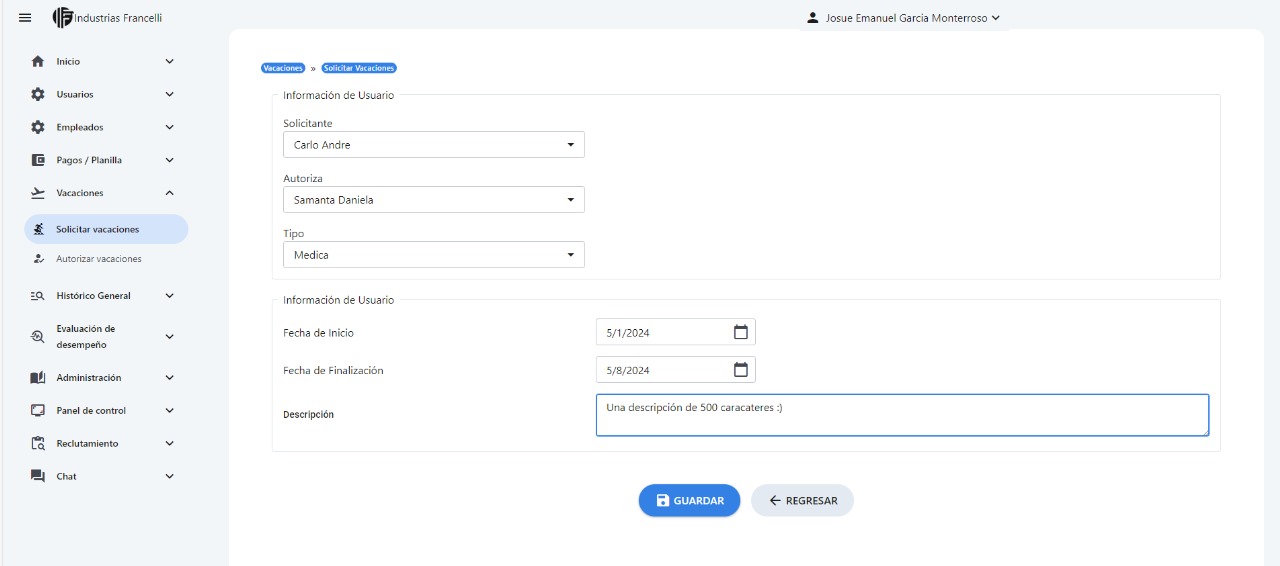 Industrias Francelli
Josue Emanuel Garcia Monterroso
Inicio
Usuarios
Empleados
Pagos / Planilla
Vacaciones
Solicitar vacaciones
Autorizar vacaciones
Histórico General
Evaluación de
desempeño
Administración
Panel de control
Reclutamiento
Chat
Vacaciones » Solicitar Vacaciones
Información de Usuario
Solicitante
Carlo Andre
Autoriza
Samanta Daniela
Tipo
Medica
Información de Usuario
Fecha de Inicio 5/1/2024
Fecha de Finalización 5/8/2024
Descripción Una descripción de 500 caracateres :)
GUARDAR REGRESAR